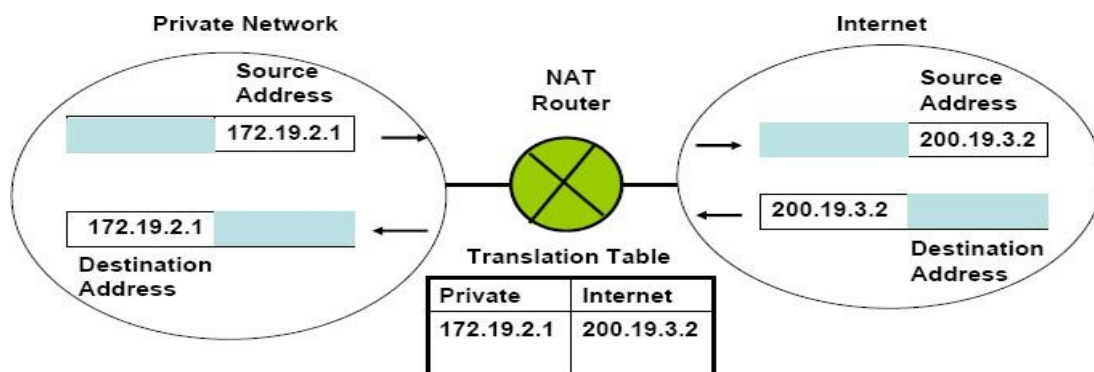 Private Network
Internet
NAT
Router
Source
Address
172.19.2.1
172.19.2.1
Destination
Address
Source
Address
200.19.3.2
200.19.3.2
Destination
Address
Translation Table
Private Internet
172.19.2.1 200.19.3.2